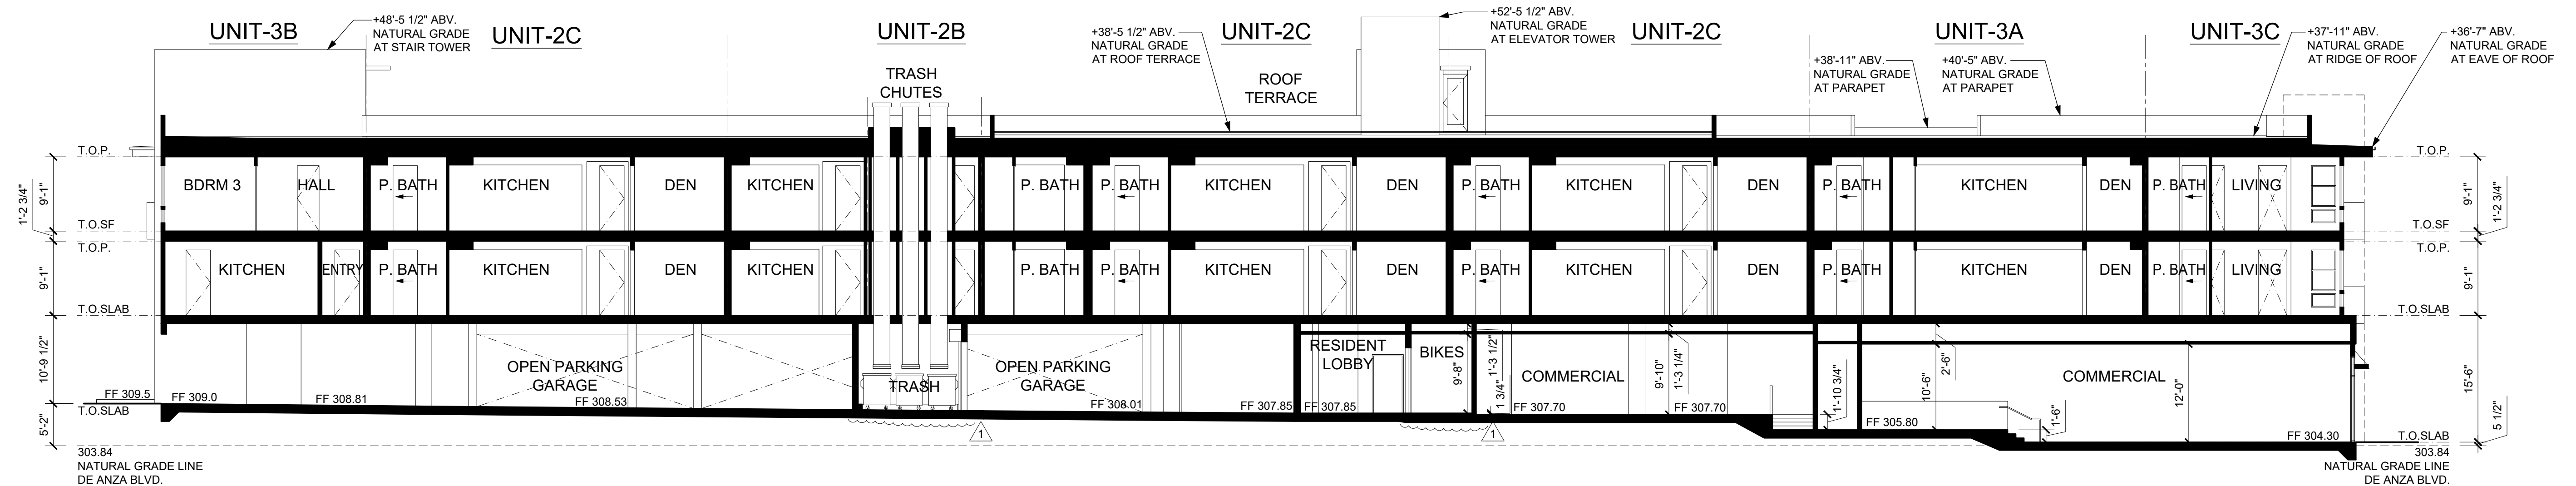 UNIT-3B
+48'-5 1/2" ABV.
NATURAL GRADE
AT STAIR TOWER
UNIT-2C
UNIT-2B
TRASH
CHUTES
+38'-5 1/2" ABV.
NATURAL GRADE
AT ROOF TERRACE
UNIT-2C
ROOF
TERRACE
+52'-5 1/2" ABV.
NATURAL GRADE
AT ELEVATOR TOWER
UNIT-2C
+38'-11" ABV.
NATURAL GRADE
AT PARAPET
UNIT-3A
+40'-5" ABV.
NATURAL GRADE
AT PARAPET
UNIT-3C
+37'-11" ABV.
NATURAL GRADE
AT RIDGE OF ROOF
+36'-7" ABV.
NATURAL GRADE
AT EAVE OF ROOF
T.O.P.
T.O.P.
1'-2 3/4"
9'-1"
BDRM 3 HALL P. BATH KITCHEN DEN KITCHEN P. BATH P. BATH KITCHEN DEN P. BATH KITCHEN DEN P. BATH KITCHEN DEN P. BATH LIVING
9'-1"
1'-2 3/4"
T.O.SF
T.O.SF
T.O.P.
T.O.P.
9'-1"
KITCHEN ENTRY P. BATH KITCHEN DEN KITCHEN P. BATH P. BATH KITCHEN DEN P. BATH KITCHEN DEN P. BATH KITCHEN DEN P. BATH LIVING
9'-1"
T.O.SLAB
T.O.SLAB
10'-9 1/2"
OPEN PARKING
GARAGE
TRASH
OPEN PARKING
GARAGE
RESIDENT
LOBBY
BIKES
9'-8"
1'-3 1/2"
1 3/4"
COMMERCIAL
9'-10"
1'-3 1/4"
1'-10 3/4"
2'-6"
10'-6"
COMMERCIAL
12'-0"
1'-6"
15'-6"
FF 309.5
FF 309.0
FF 308.81
FF 308.53
FF 308.01
FF 307.85
FF 307.85
FF 307.70
FF 307.70
FF 305.80
FF 304.30
T.O.SLAB
T.O.SLAB
5'-2"
5 1/2"
1
1
303.84
NATURAL GRADE LINE
DE ANZA BLVD.
303.84
NATURAL GRADE LINE
DE ANZA BLVD.